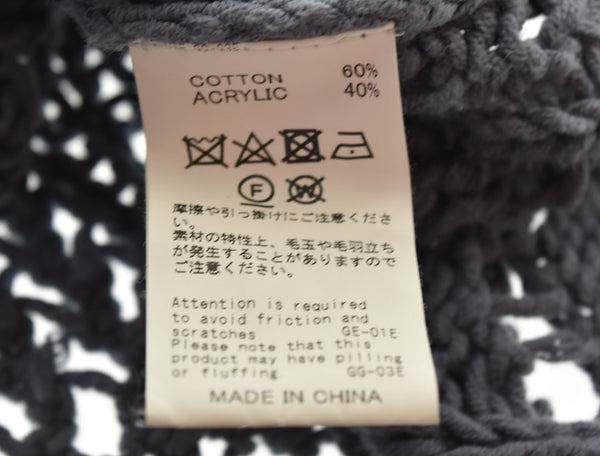 COTTON 60%
ACRYLIC 40%
F W
摩擦や引っ掛けにご注意くださ
い。
素材の特性上、毛玉や毛羽立ち
が発生することがありますので
ご注意ください。
Attention is required
to avoid friction and
scratches. GE-01E
Please note that this
product may have pilling
or fluffing. GG-03E
MADE IN CHINA